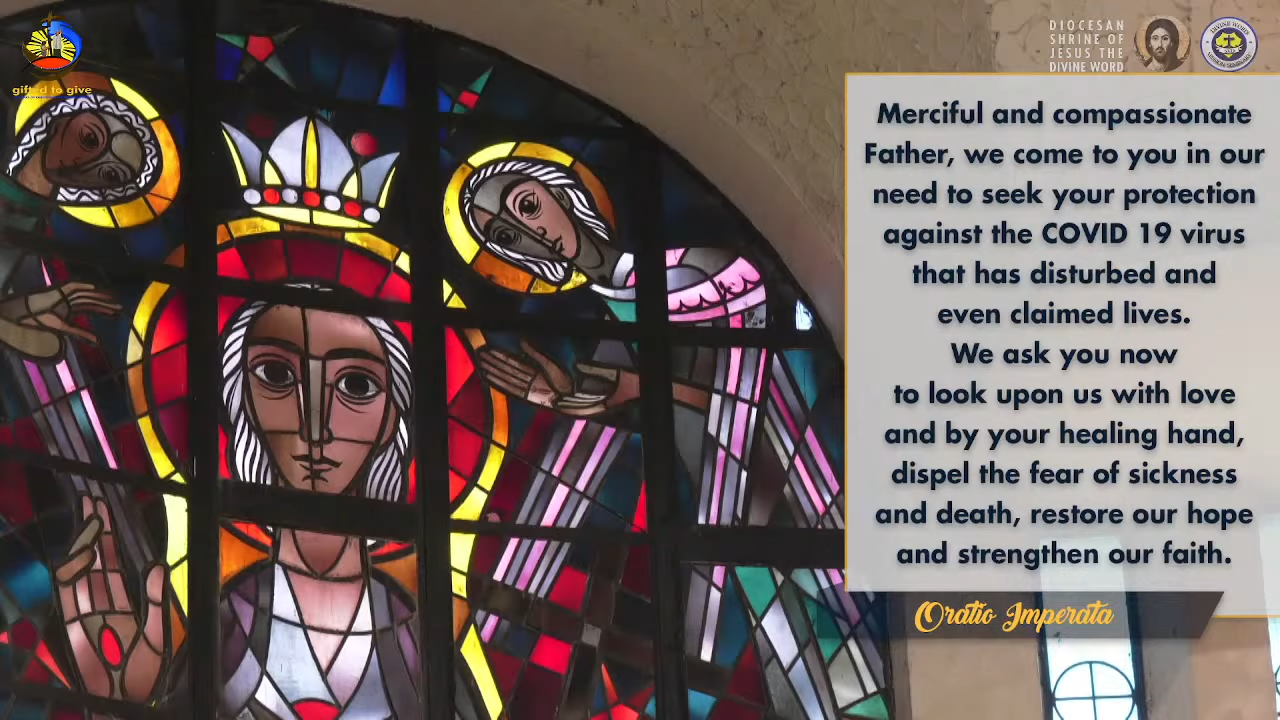 gifted to give
DIOCESAN
SHRINE OF
JESUS THE
DIVINE WORD
Merciful and compassionate
Father, we come to you in our
need to seek your protection
against the COVID 19 virus
that has disturbed and
even claimed lives.
We ask you now
to look upon us with love
and by your healing hand,
dispel the fear of sickness
and death, restore our hope
and strengthen our faith.
Oratio Imperata